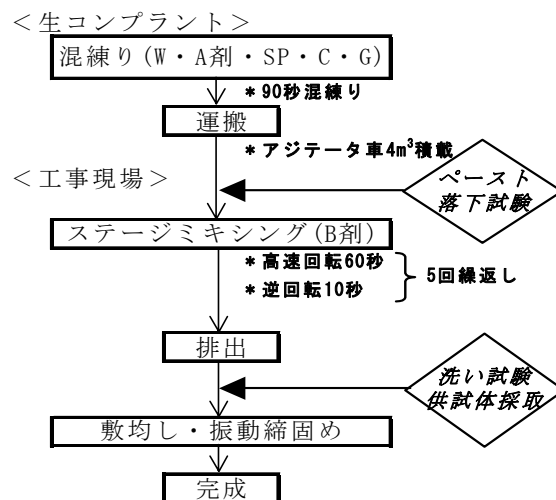 ＜生コンプラント＞
混練り(W・A剤・SP・C・G)
＊90秒混練り
運搬
＊アジテータ車4m³積載
＜工事現場＞
ペースト
落下試験
ステージミキシング(B剤)
＊高速回転60秒
＊逆回転10秒
5回繰返し
排出
洗い試験
供試体採取
敷均し・振動締固め
完成